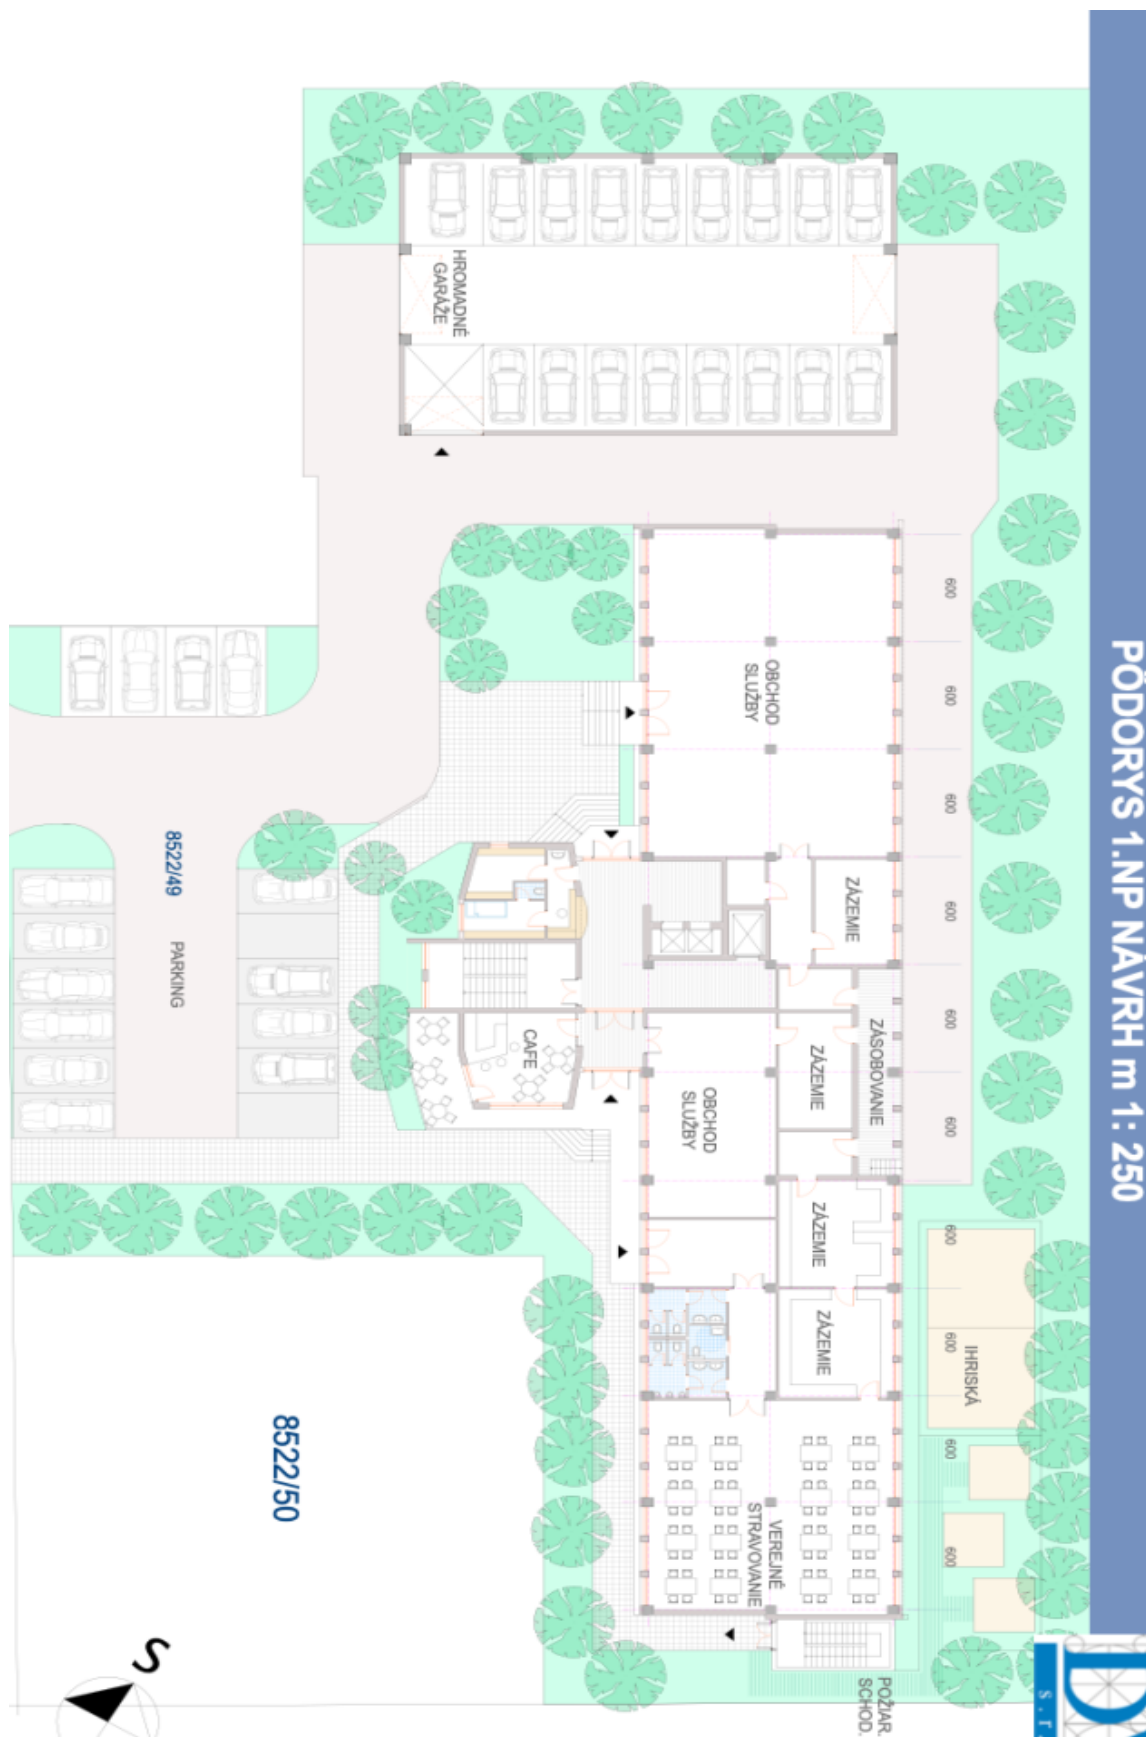 PÔDORYS 1.NP NÁVRH m 1: 250
HROMADNÉ
GARÁŽE
OBCHOD
SLUŽBY
600
600
600
600
600
600
600
600
600
600
ZÁZEMIE
ZÁSOBOVANIE
ZÁZEMIE
CAFE
OBCHOD
SLUŽBY
ZÁZEMIE
ZÁZEMIE
IHRISKÁ
VEREJNÉ
STRAVOVANIE
POŽIAR.
SCHOD.
8522/49
PARKING
8522/50
S